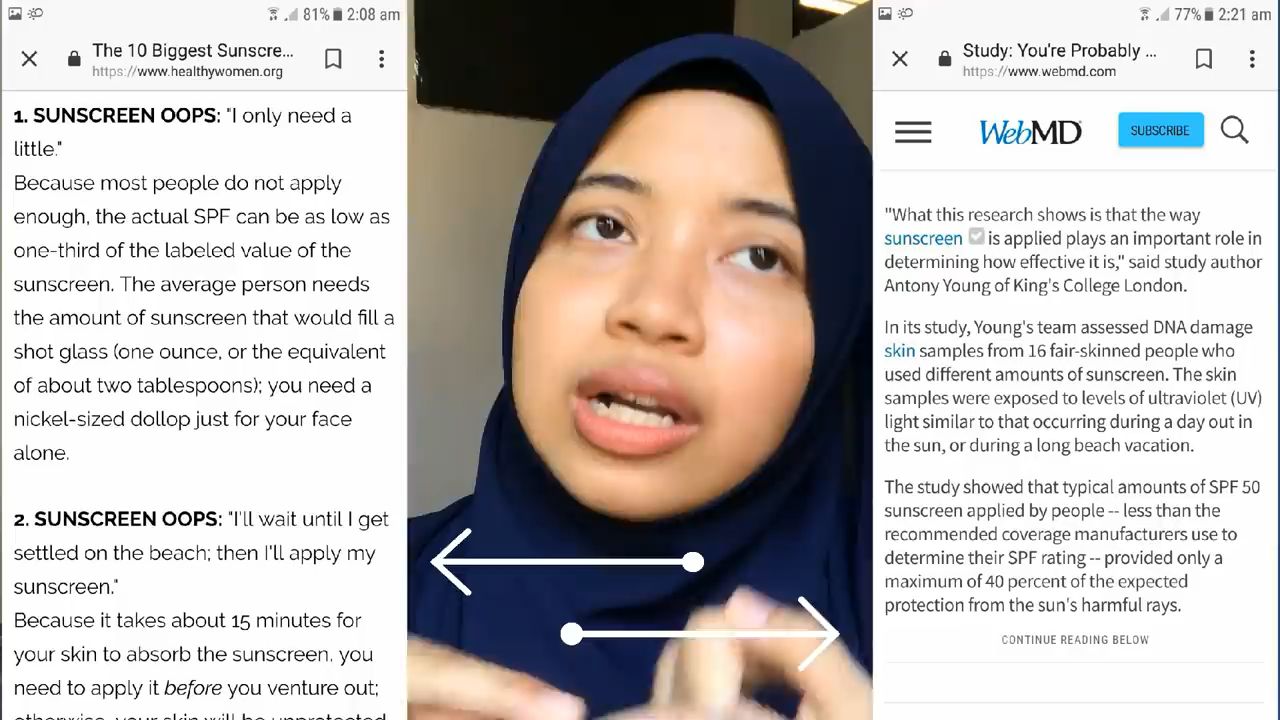 81% 2:08 am
The 10 Biggest Sunscre...
https://www.healthywomen.org
1. SUNSCREEN OOPS: "I only need a
little."
Because most people do not apply
enough, the actual SPF can be as low as
one-third of the labeled value of the
sunscreen. The average person needs
the amount of sunscreen that would fill a
shot glass (one ounce, or the equivalent
of about two tablespoons); you need a
nickel-sized dollop just for your face
alone.
2. SUNSCREEN OOPS: "I'll wait until I get
settled on the beach; then I'll apply my
sunscreen."
Because it takes about 15 minutes for
your skin to absorb the sunscreen, you
need to apply it before you venture out;
otherwise, your skin will be unprotected
77% 2:21 am
Study: You're Probably ...
https://www.webmd.com
WebMD
SUBSCRIBE
"What this research shows is that the way
sunscreen is applied plays an important role in
determining how effective it is," said study author
Antony Young of King's College London.
In its study, Young's team assessed DNA damage
skin samples from 16 fair-skinned people who
used different amounts of sunscreen. The skin
samples were exposed to levels of ultraviolet (UV)
light similar to that occurring during a day out in
the sun, or during a long beach vacation.
The study showed that typical amounts of SPF 50
sunscreen applied by people -- less than the
recommended coverage manufacturers use to
determine their SPF rating -- provided only a
maximum of 40 percent of the expected
protection from the sun's harmful rays.
CONTINUE READING BELOW